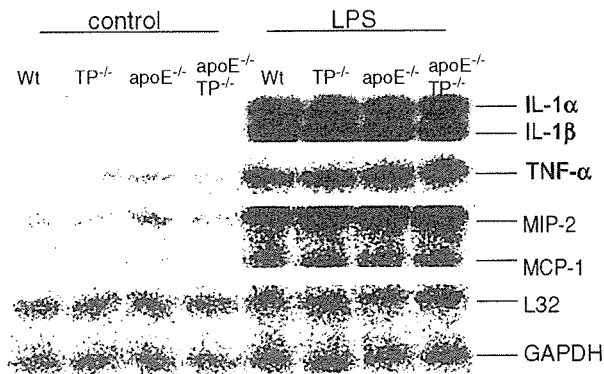 control LPS
Wt TP-/- apoE-/- apoE-/- TP-/- Wt TP-/- apoE-/- apoE-/- TP-/-
IL-1α
IL-1β
TNF-α
MIP-2
MCP-1
L32
GAPDH